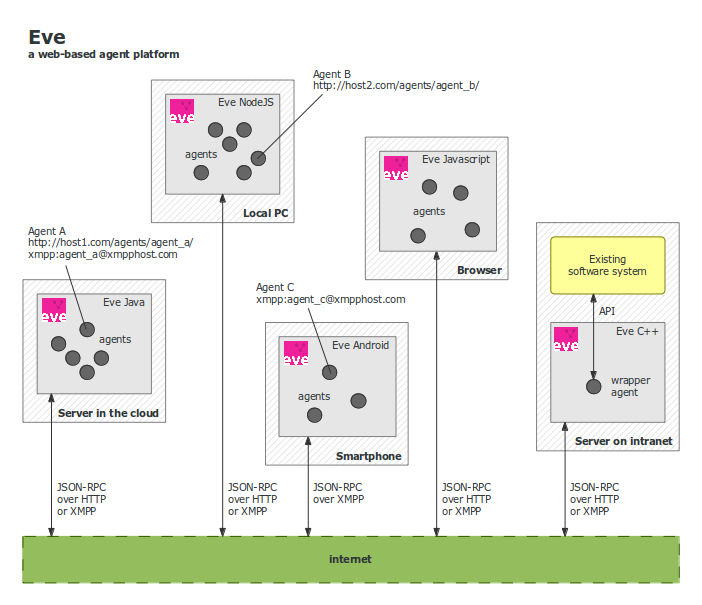 Eve
a web-based agent platform
Agent B
http://host2.com/agents/agent_b/
Eve NodeJS
eve
agents
Local PC
Eve Javascript
eve
agents
Browser
Agent A
http://host1.com/agents/agent_a/
xmpp:agent_a@xmpphost.com
Eve Java
eve
agents
Server in the cloud
Agent C
xmpp:agent_c@xmpphost.com
Eve Android
eve
agents
Smartphone
Existing
software system
API
Eve C++
eve
wrapper
agent
Server on intranet
JSON-RPC
over HTTP
or XMPP
JSON-RPC
over HTTP
or XMPP
JSON-RPC
over XMPP
JSON-RPC
over HTTP
or XMPP
JSON-RPC
over HTTP
or XMPP
internet